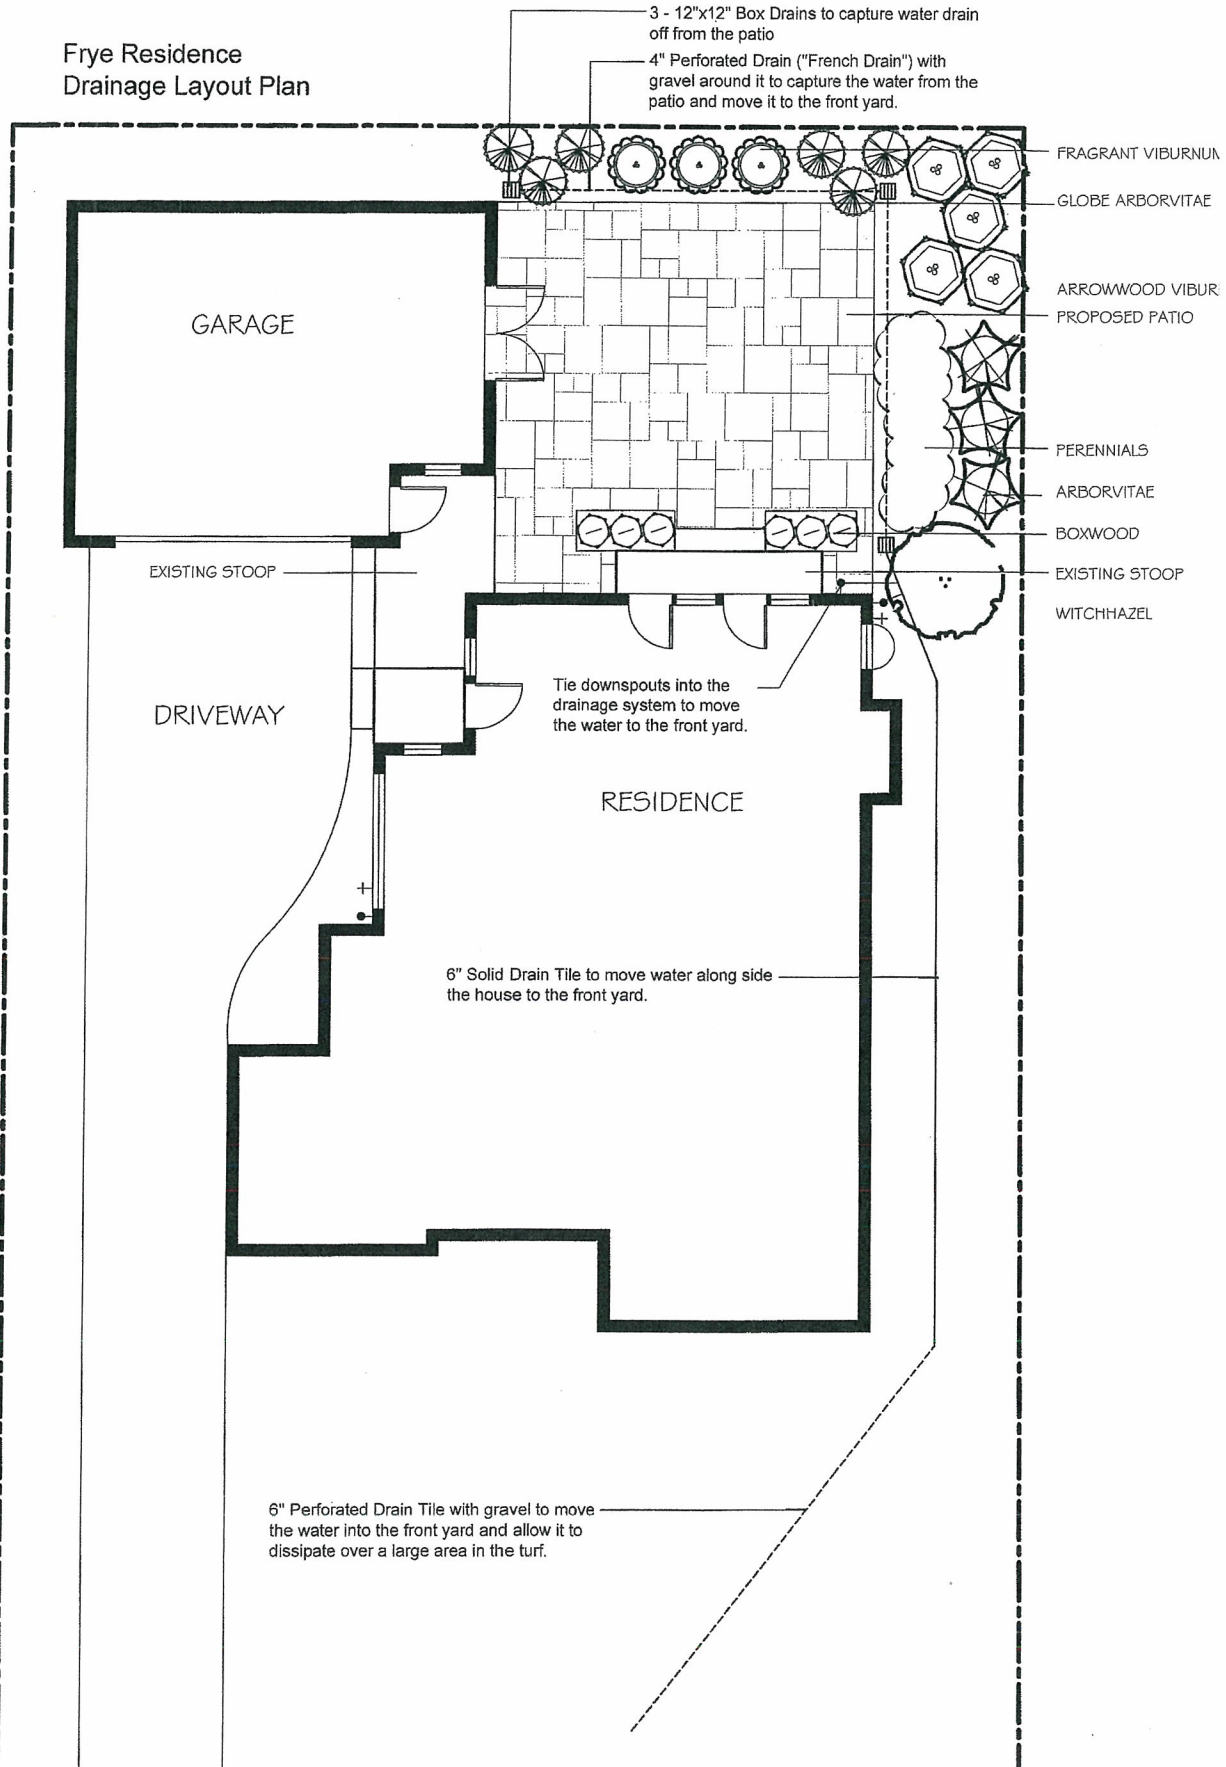 3 - 12"x12" Box Drains to capture water drain
off from the patio
Frye Residence
Drainage Layout Plan
4" Perforated Drain ("French Drain") with
gravel around it to capture the water from the
patio and move it to the front yard.
FRAGRANT VIBURNUM
GLOBE ARBORVITAE
ARROWWOOD VIBUR
PROPOSED PATIO
GARAGE
PERENNIALS
ARBORVITAE
BOXWOOD
EXISTING STOOP
EXISTING STOOP
WITCHHAZEL
Tie downspouts into the
drainage system to move
the water to the front yard.
DRIVEWAY
RESIDENCE
6" Solid Drain Tile to move water along side
the house to the front yard.
6" Perforated Drain Tile with gravel to move
the water into the front yard and allow it to
dissipate over a large area in the turf.